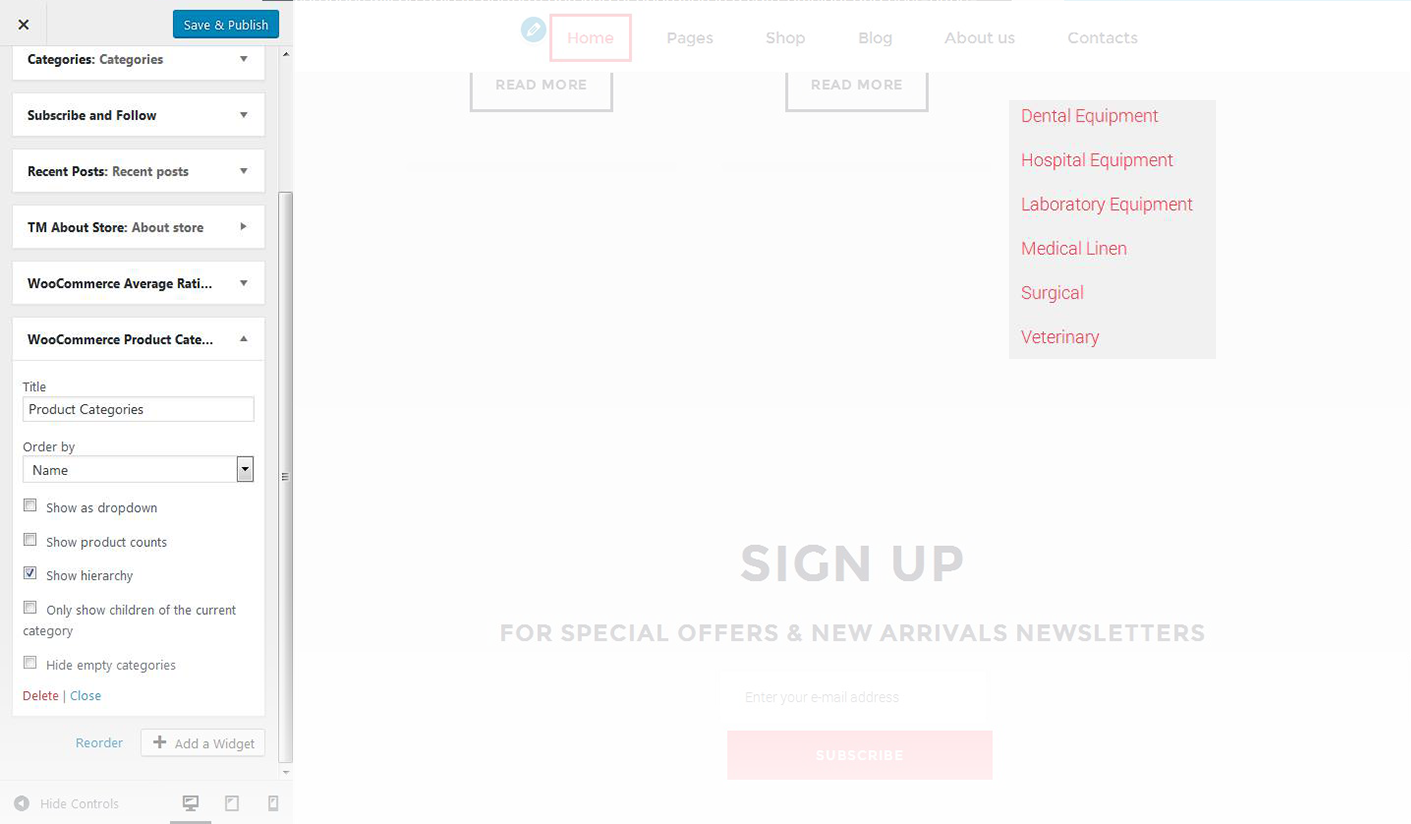 Save & Publish
Categories: Categories
Subscribe and Follow
Recent Posts: Recent posts
TM About Store: About store
WooCommerce Average Rati...
WooCommerce Product Cate...
Title
Product Categories
Order by
Name
Show as dropdown
Show product counts
Show hierarchy
Only show children of the current
category
Hide empty categories
Delete | Close
Reorder
Add a Widget
Hide Controls
Home Pages Shop Blog About us Contacts
READ MORE READ MORE
Dental Equipment
Hospital Equipment
Laboratory Equipment
Medical Linen
Surgical
Veterinary
SIGN UP
FOR SPECIAL OFFERS & NEW ARRIVALS NEWSLETTERS
Enter your e-mail address
SUBSCRIBE